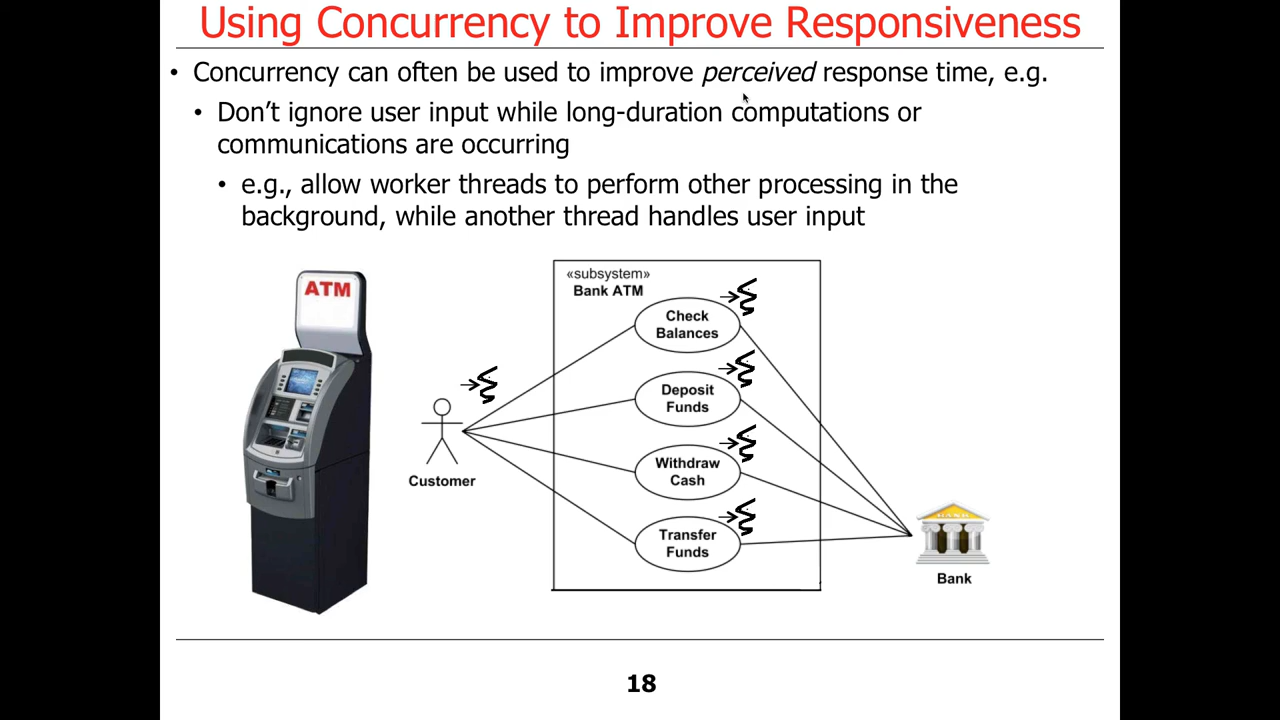 Using Concurrency to Improve Responsiveness
• Concurrency can often be used to improve perceived response time, e.g.
• Don’t ignore user input while long-duration computations or
communications are occurring
• e.g., allow worker threads to perform other processing in the
background, while another thread handles user input
ATM
«subsystem»
Bank ATM
Check
Balances
Deposit
Funds
Withdraw
Cash
Transfer
Funds
Customer
BANK
Bank
18